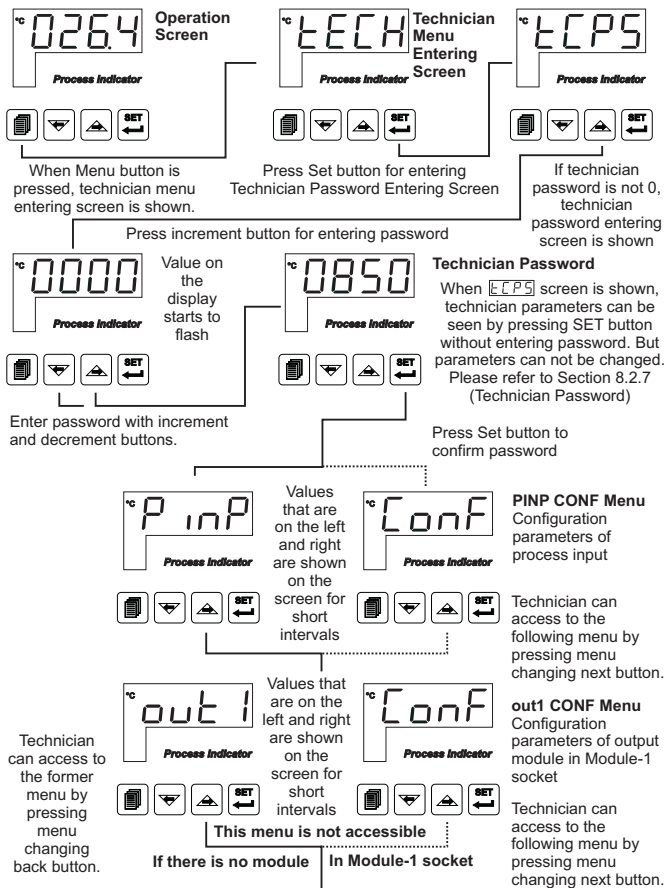 °C 026.4
Process Indicator
SET
Operation
Screen
°C tECH
Process Indicator
SET
Technician
Menu
Entering
Screen
°C tCPS
Process Indicator
SET
When Menu button is
pressed, technician menu
entering screen is shown.
Press Set button for entering
Technician Password Entering Screen
If technician
password is not 0,
technician
password entering
screen is shown
Press increment button for entering password
°C 0000
Process Indicator
SET
Value on
the
display
starts to
flash
°C 0850
Process Indicator
SET
Technician Password
When tCPS screen is shown,
technician parameters can be
seen by pressing SET button
without entering password. But
parameters can not be changed.
Please refer to Section 8.2.7
(Technician Password)
Enter password with increment
and decrement buttons.
Press Set button to
confirm password
°C P inP
Process Indicator
SET
Values
that are
on the left
and right
are shown
on the
screen for
short
intervals
°C ConF
Process Indicator
SET
PINP CONF Menu
Configuration
parameters of
process input
Technician can
access to the
following menu by
pressing menu
changing next button.
Technician
can access to
the former
menu by
pressing
menu
changing
back button.
°C out 1
Process Indicator
SET
Values that
are on the
left and right
are shown
on the
screen for
short
intervals
°C ConF
Process Indicator
SET
out1 CONF Menu
Configuration
parameters of output
module in Module-1
socket
Technician can
access to the
following menu by
pressing menu
changing next button.
This menu is not accessible
If there is no module In Module-1 socket